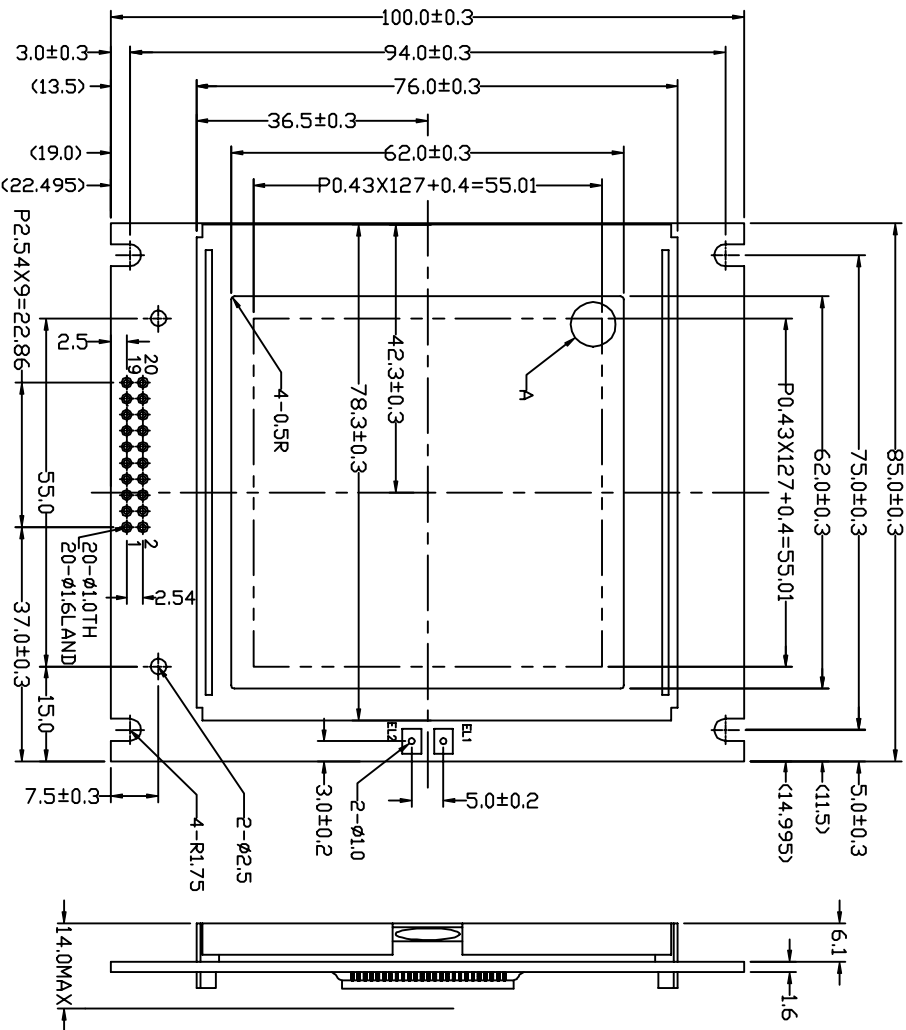 100.0±0.3
3.0±0.3
94.0±0.3
(13.5)
76.0±0.3
36.5±0.3
(19.0)
62.0±0.3
(22.495)
P0.43X127+0.4=55.01
P2.54X9=22.86
2.5
19
20
55.0
20-ø1.0TH
20-ø1.6LAND
1
2
2.54
37.0±0.3
15.0
7.5±0.3
4-0.5R
78.3±0.3
42.3±0.3
A
P0.43X127+0.4=55.01
62.0±0.3
75.0±0.3
85.0±0.3
EL2
EL1
4-R1.75
2-ø2.5
3.0±0.2
2-ø1.0
5.0±0.2
(14.995)
(11.5)
5.0±0.3
14.0MAX
6.1
1.6